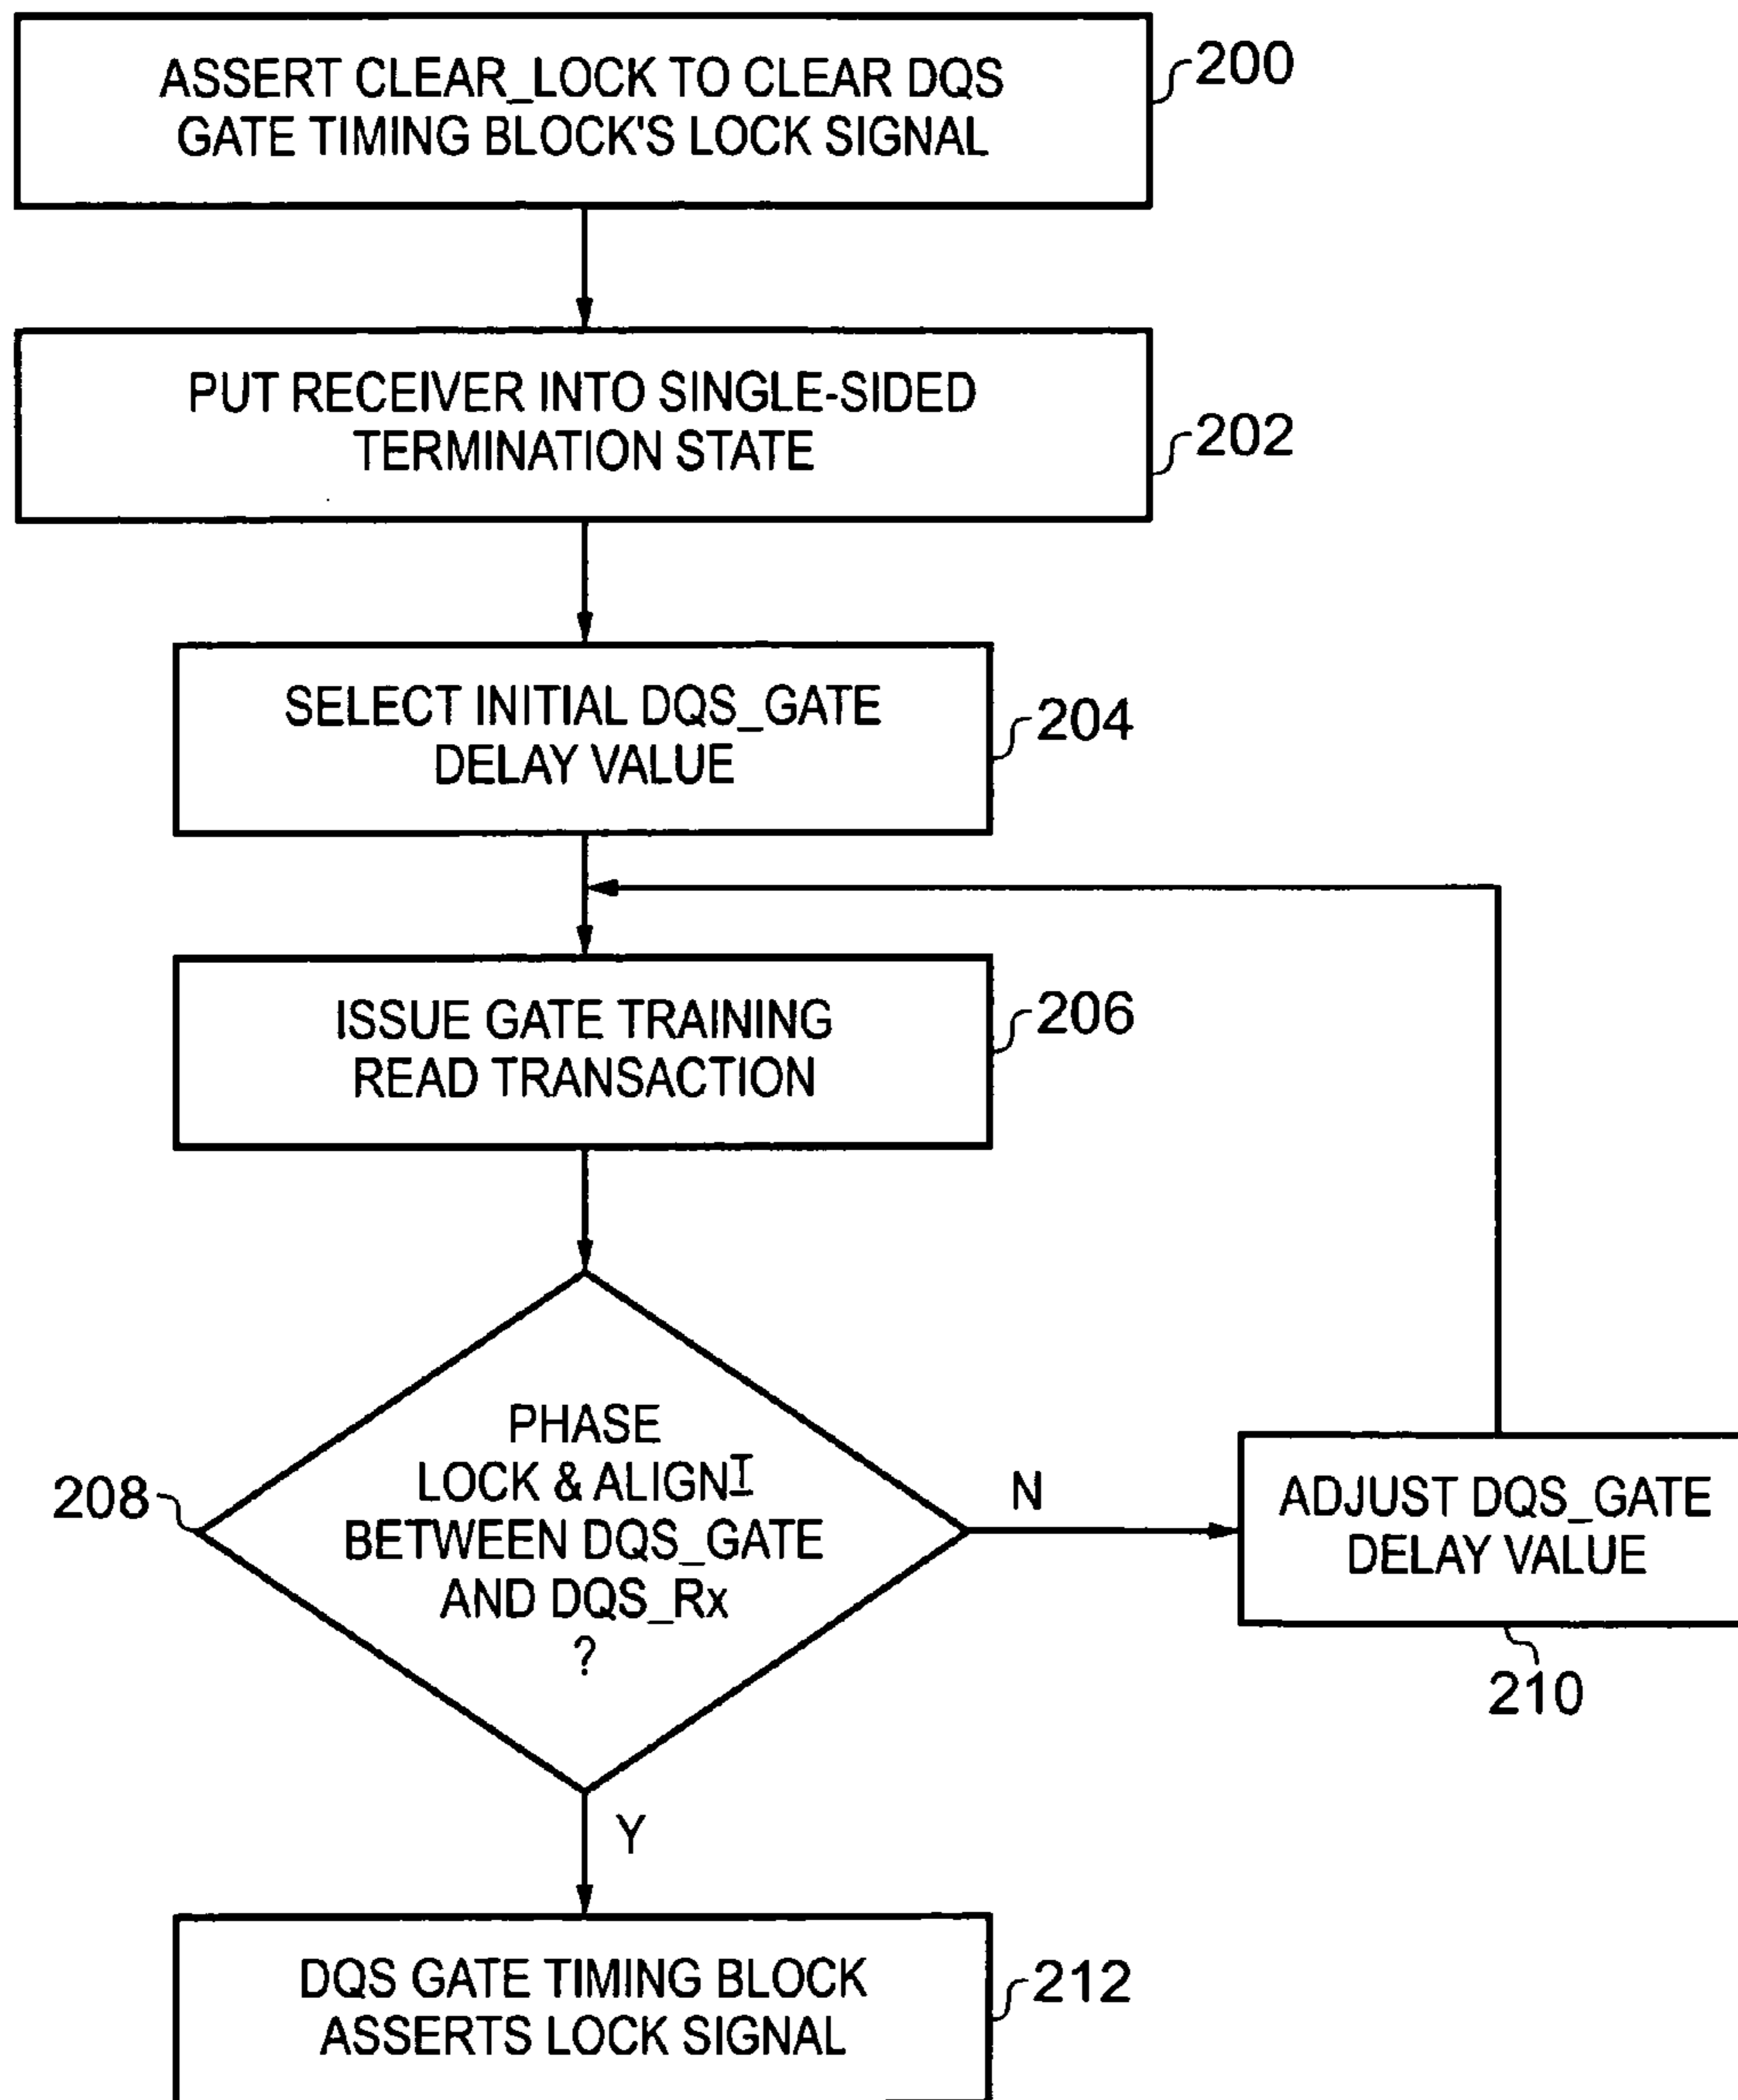 ASSERT CLEAR_LOCK TO CLEAR DQS
GATE TIMING BLOCK'S LOCK SIGNAL
200
PUT RECEIVER INTO SINGLE-SIDED
TERMINATION STATE
202
SELECT INITIAL DQS_GATE
DELAY VALUE
204
ISSUE GATE TRAINING
READ TRANSACTION
206
PHASE
LOCK & ALIGNT
BETWEEN DQS_GATE
AND DQS_Rx
?
208
N
ADJUST DQS_GATE
DELAY VALUE
210
Y
DQS GATE TIMING BLOCK
ASSERTS LOCK SIGNAL
212